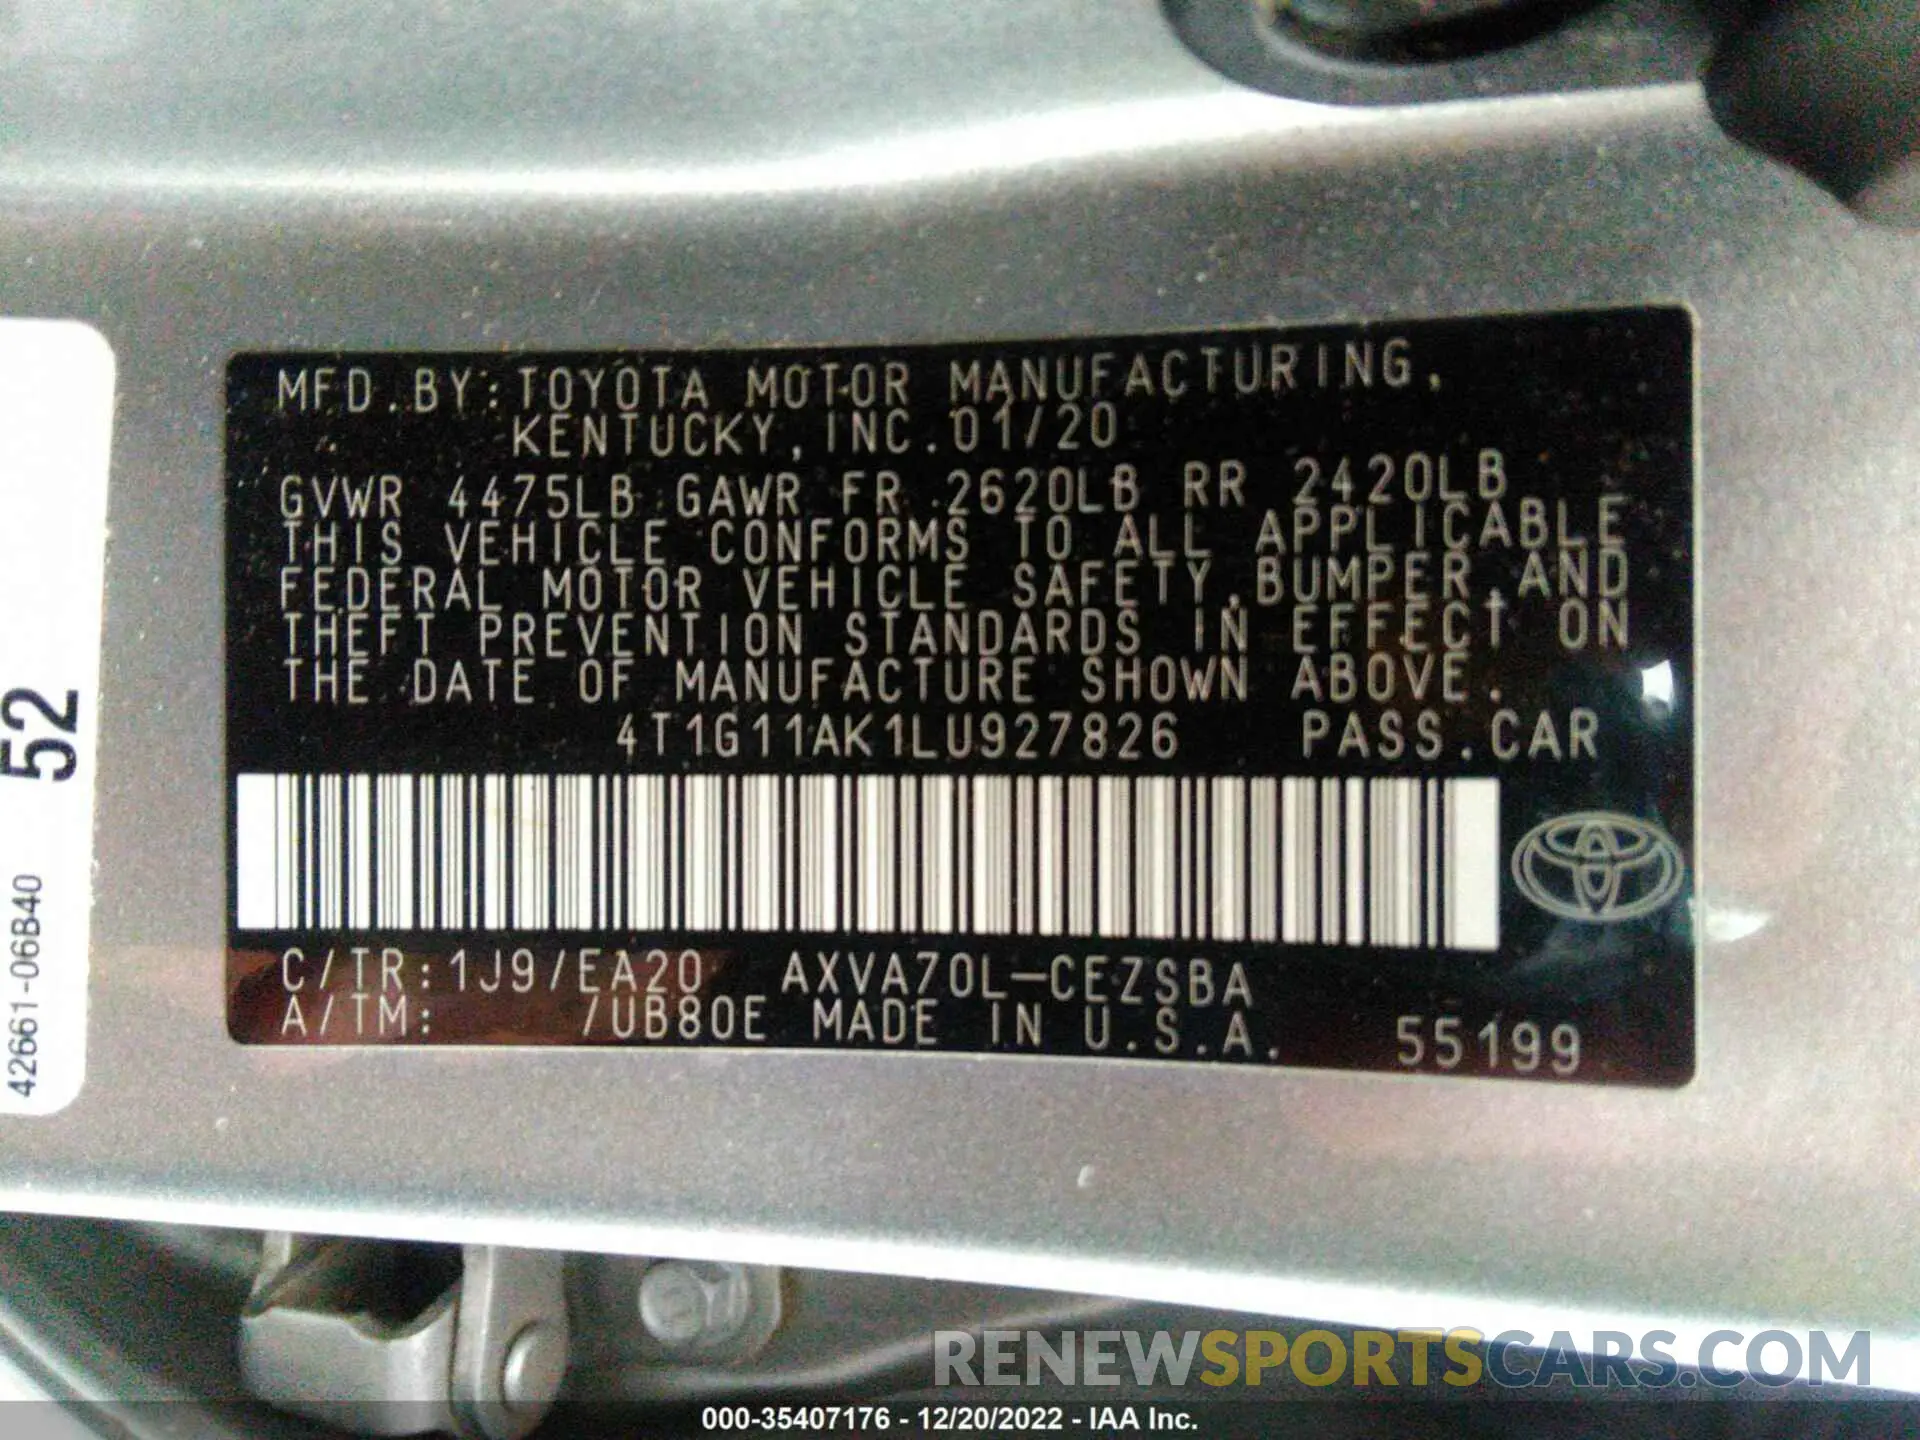 MFD.BY:TOYOTA MOTOR MANUFACTURING,
KENTUCKY,INC.01/20
GVWR 4475LB GAWR FR 2620LB RR 2420LB
THIS VEHICLE CONFORMS TO ALL APPLICABLE
FEDERAL MOTOR VEHICLE SAFETY,BUMPER,AND
THEFT PREVENTION STANDARDS IN EFFECT ON
THE DATE OF MANUFACTURE SHOWN ABOVE.
4T1G11AK1LU927826 PASS.CAR
C/TR:1J9/EA20 AXVA70L-CEZSBA
A/TM: /UB80E MADE IN U.S.A. 55199
52
42661-06B40
RENEWSPORTSCARS.COM
000-35407176 - 12/20/2022 - IAA Inc.